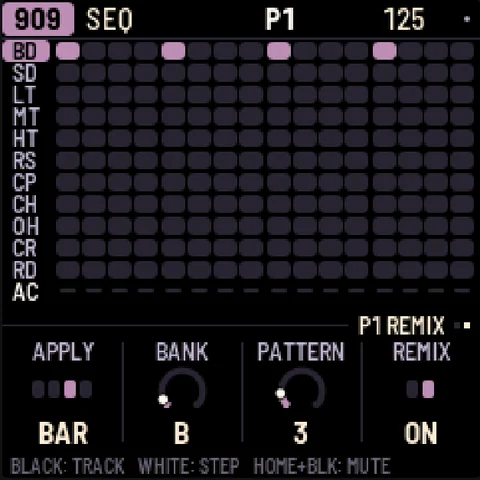 909 SEQ P1 125
BD
SD
LT
MT
HT
RS
CP
CH
OH
CR
RD
AC
P1 REMIX
APPLY BANK PATTERN REMIX
BAR B 3 ON
BLACK: TRACK WHITE: STEP HOME+BLK: MUTE